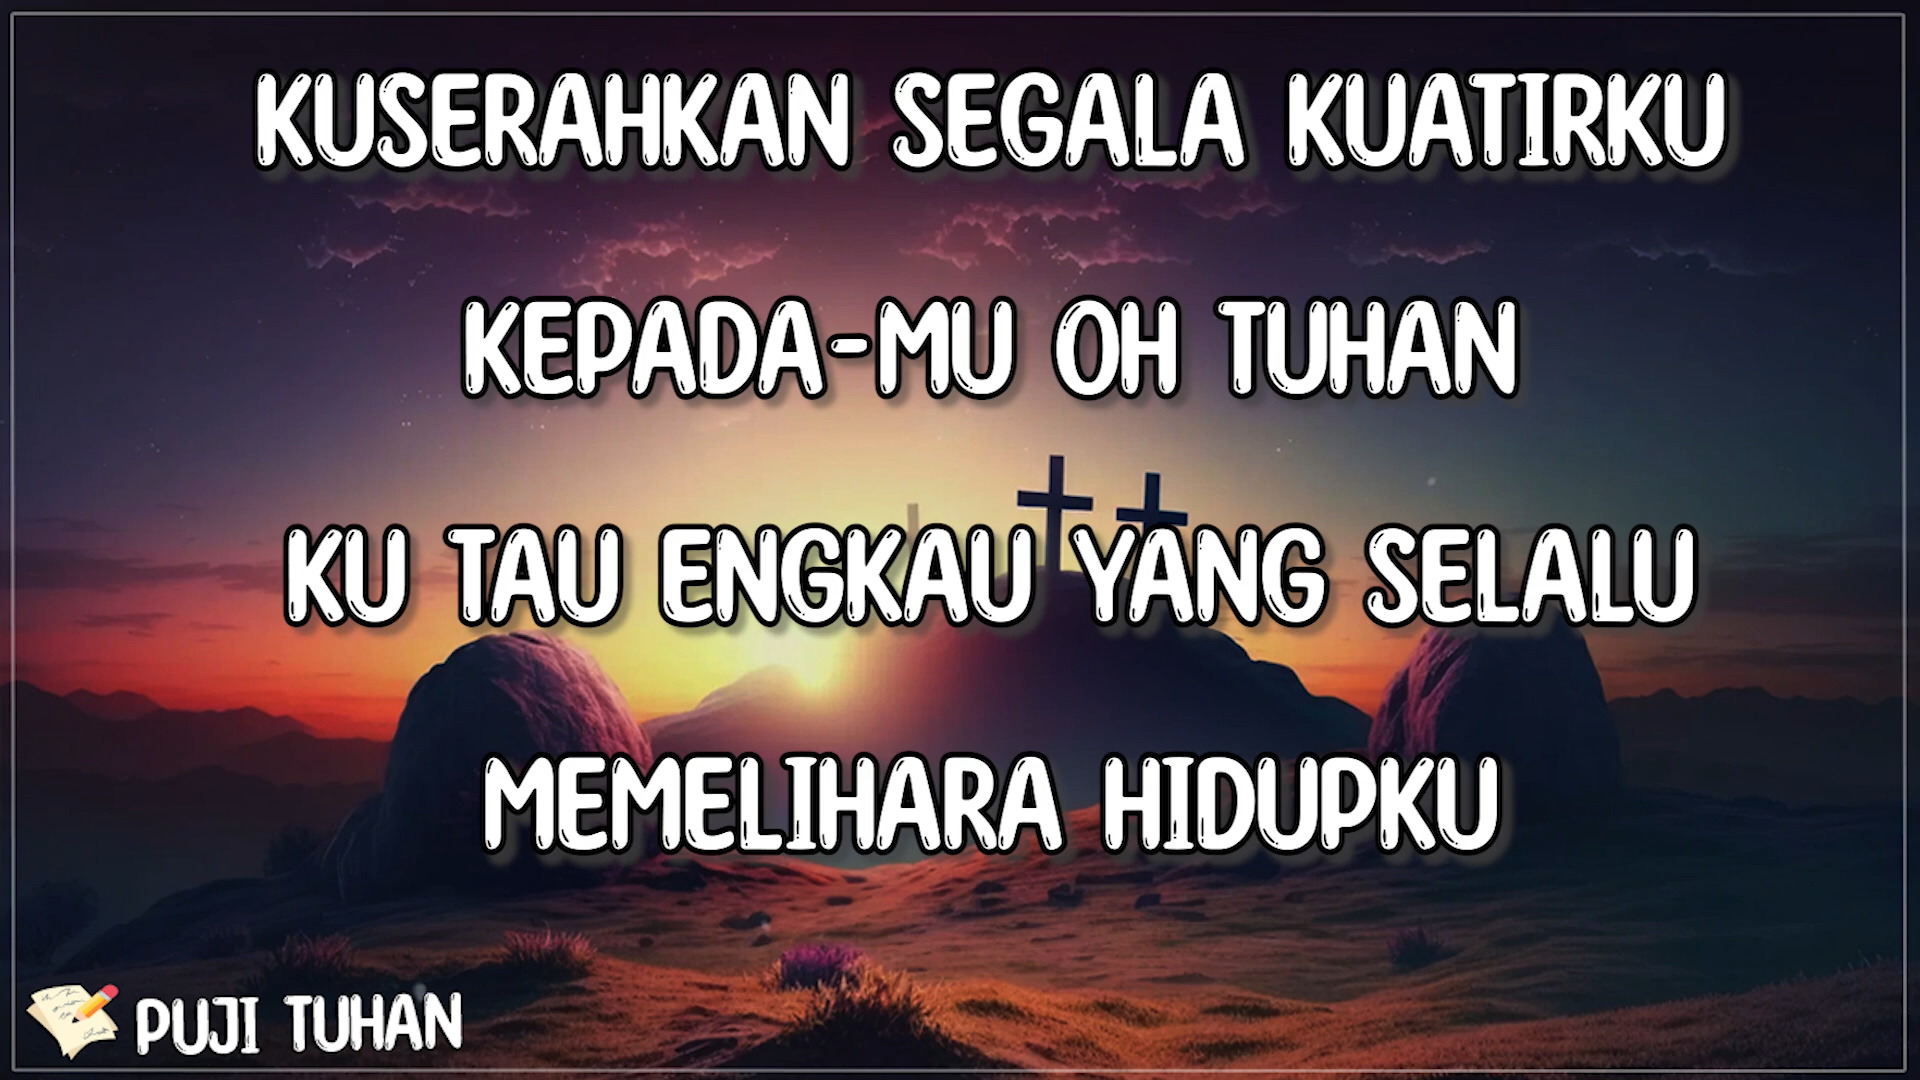 KUSERAHKAN SEGALA KUATIRKU
KEPADA-MU OH TUHAN
KU TAU ENGKAU YANG SELALU
MEMELIHARA HIDUPKU
PUJI TUHAN